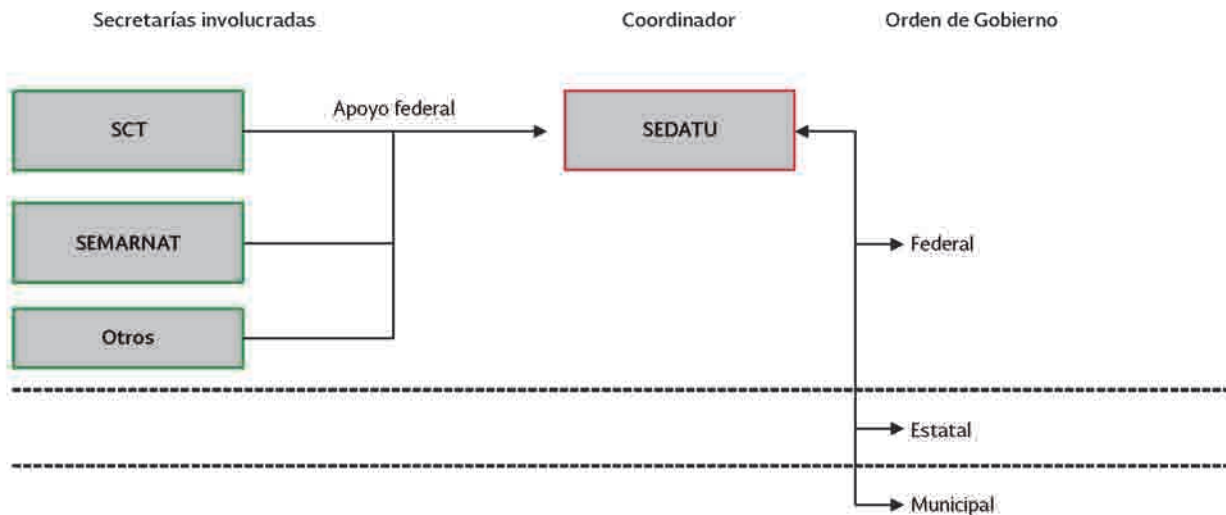 Secretarías involucradas
Coordinador
Orden de Gobierno
SCT
Apoyo federal
SEDATU
SEMARNAT
Federal
Otros
Estatal
Municipal